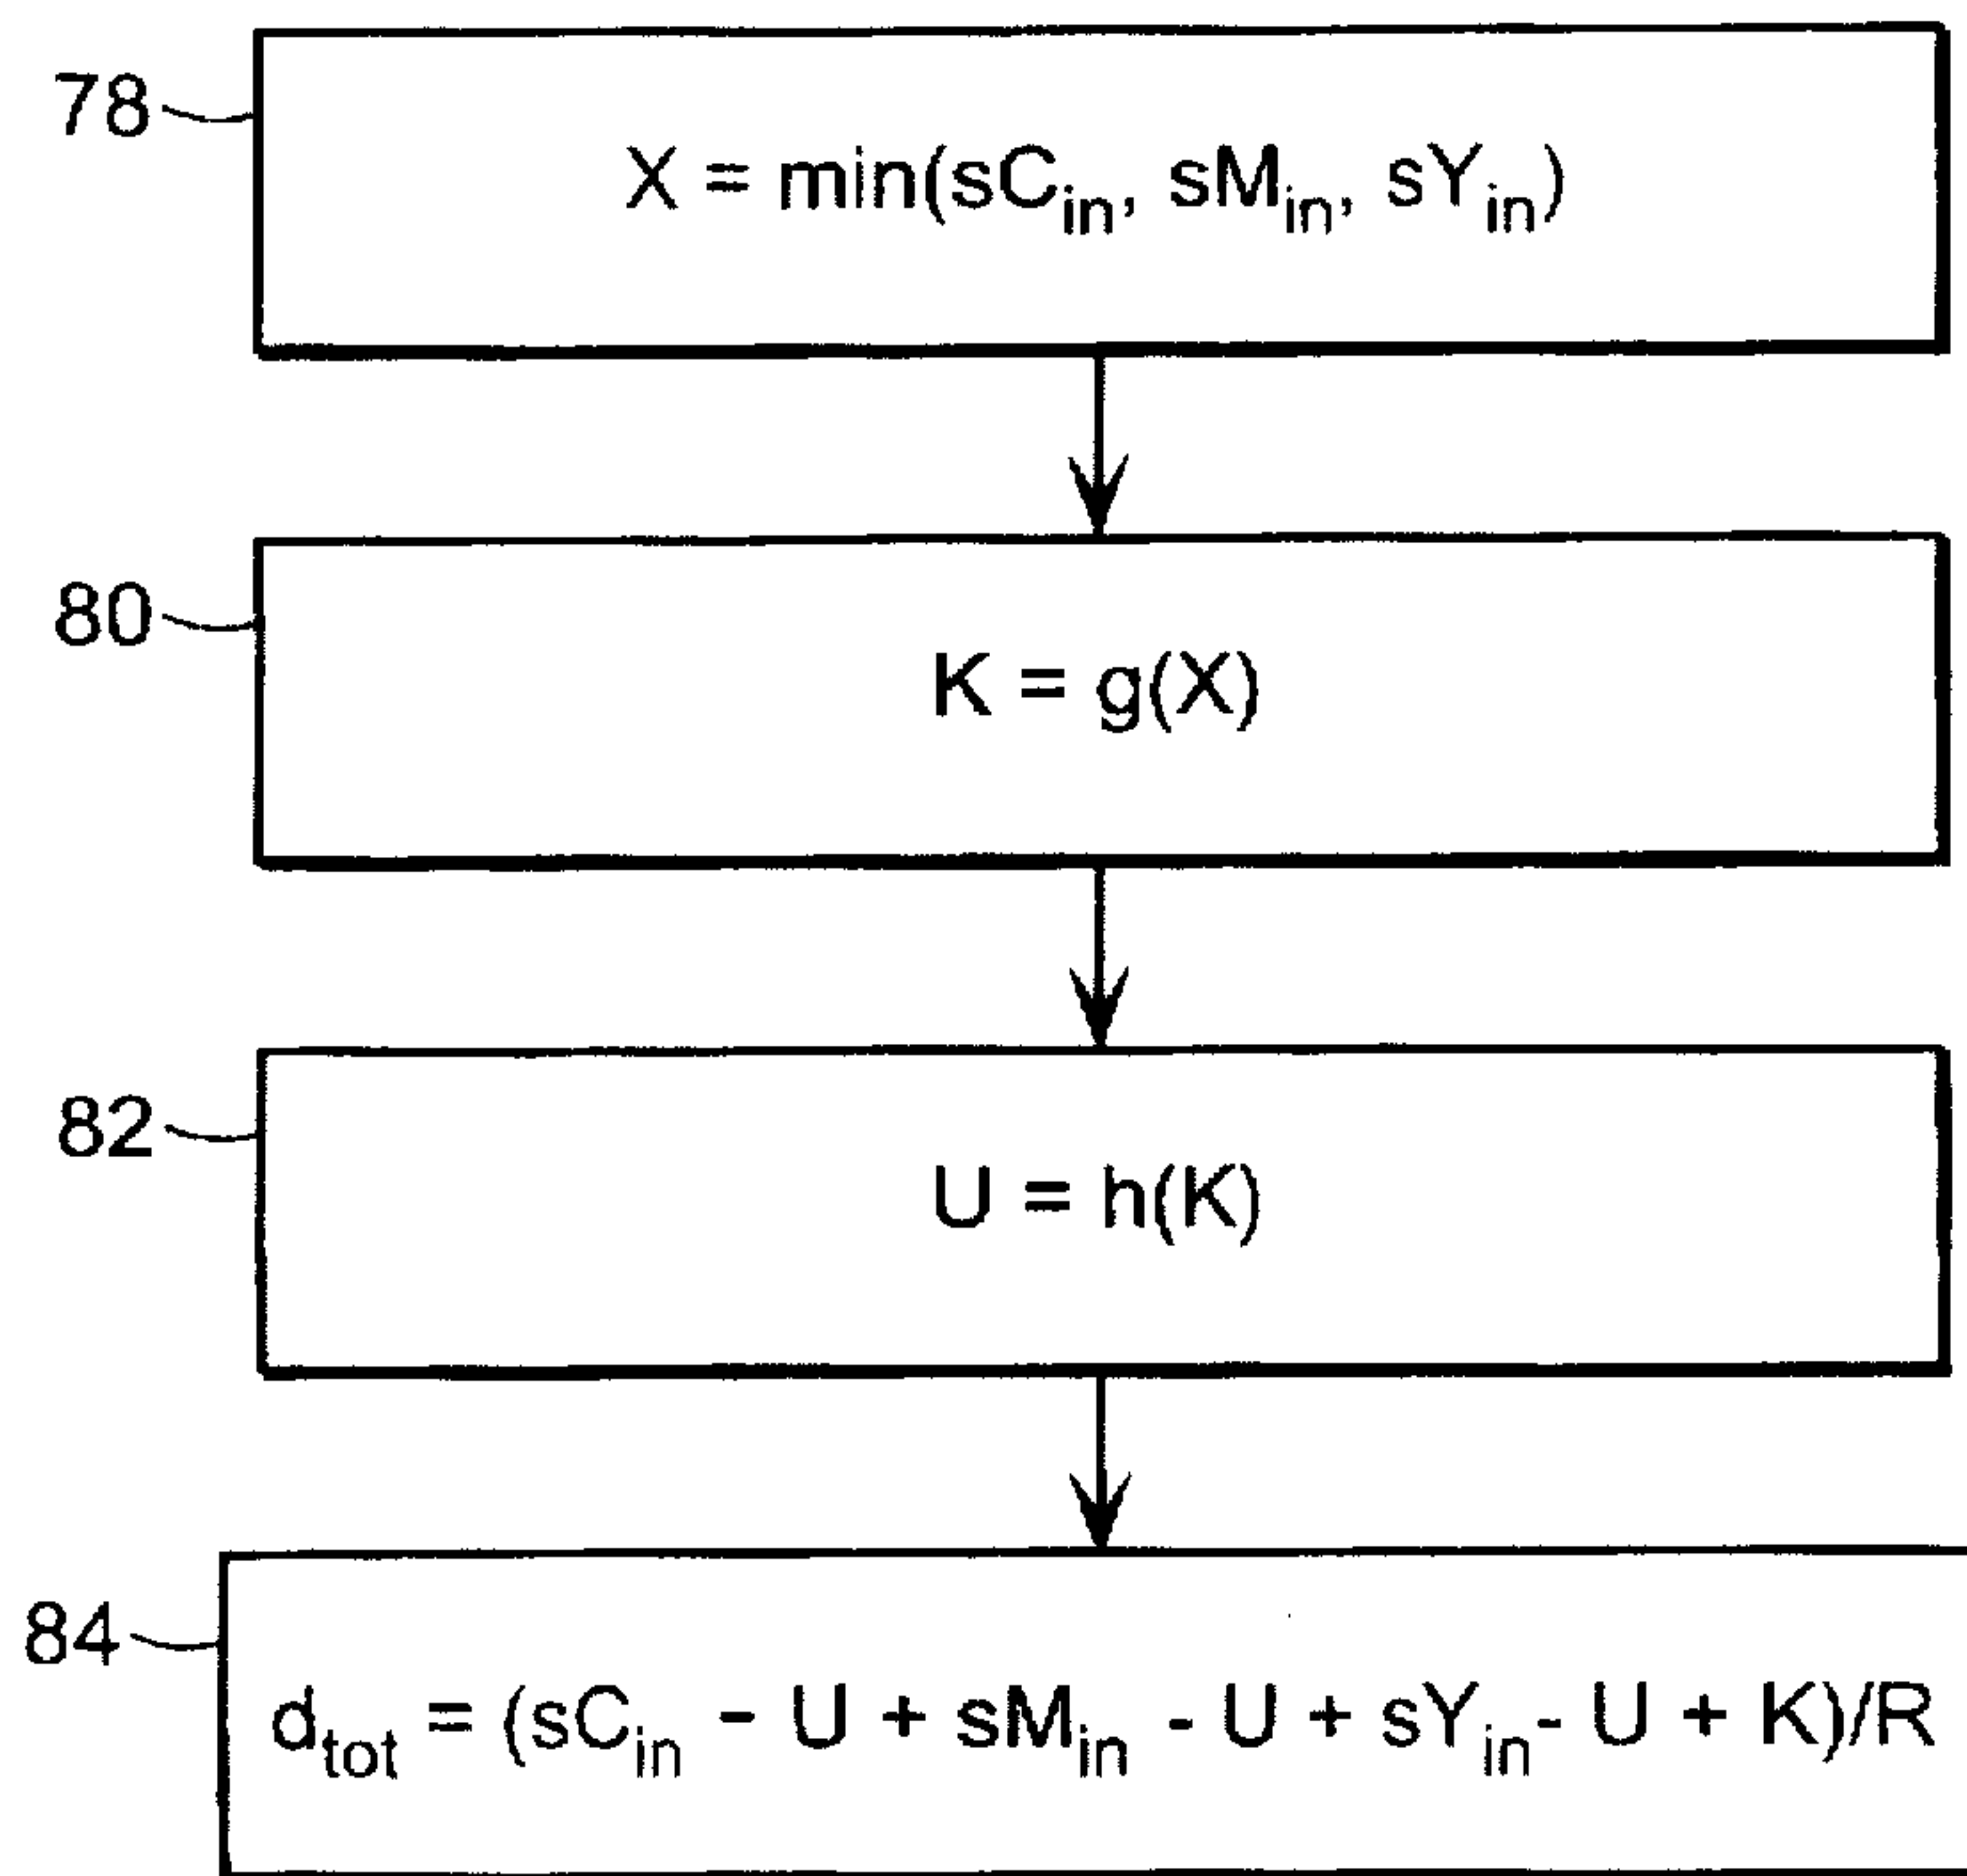 78
X = min(sC_in, sM_in, sY_in)
80
K = g(X)
82
U = h(K)
84
d_tot = (sC_in - U + sM_in - U + sY_in - U + K)/R